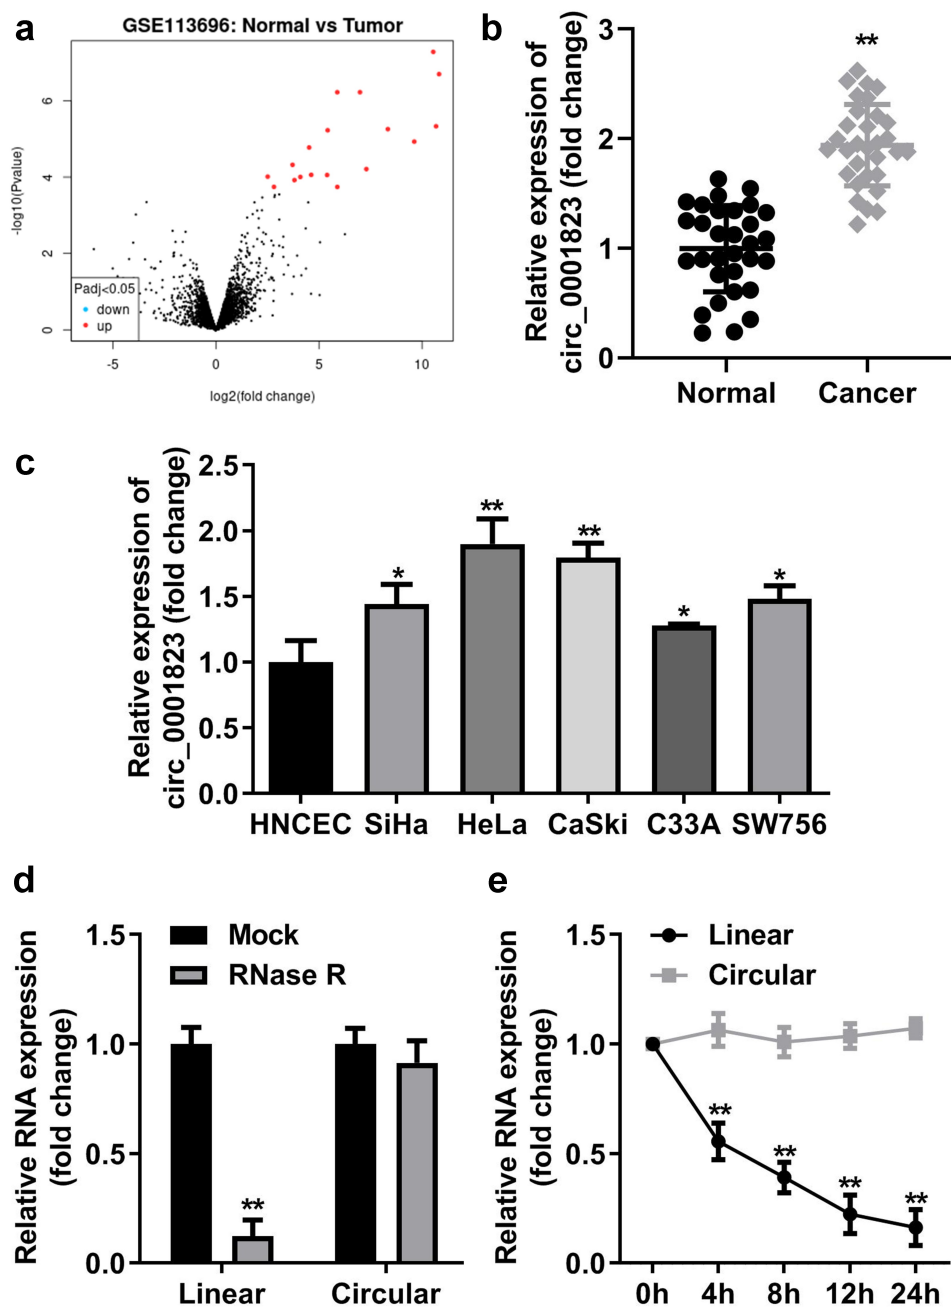 a
GSE113696: Normal vs Tumor
-log10(Pvalue)
6
4
2
0
Padj<0.05
down
up
-5
0
5
10
log2(fold change)
b
Relative expression of
circ_0001823 (fold change)
3
2
1
0
**
Normal
Cancer
c
Relative expression of
circ_0001823 (fold change)
2.5
2.0
1.5
1.0
0.5
0.0
*
**
**
*
*
HNCEC SiHa HeLa CaSki C33A SW756
d
Relative RNA expression
(fold change)
1.5
1.0
0.5
0.0
Mock
RNase R
**
Linear
Circular
e
Relative RNA expression
(fold change)
1.5
1.0
0.5
0.0
Linear
Circular
**
**
**
**
0h 4h 8h 12h 24h